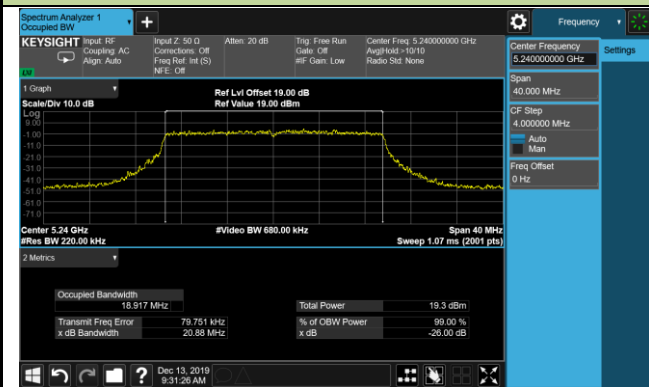 Spectrum Analyzer 1
Occupied BW
Frequency
KEYSIGHT
Input: RF
Coupling: AC
Align: Auto
Input Z: 50 Ω
Corrections: Off
Freq Ref: Int (S)
NFE: Off
Atten: 20 dB
Trig: Free Run
Gate: Off
#IF Gain: Low
Center Freq: 5.240000000 GHz
Avg|Hold:>10/10
Radio Std: None
LXI
Center Frequency
5.240000000 GHz
Settings
Span
40.000 MHz
CF Step
4.000000 MHz
Auto
Man
Freq Offset
0 Hz
1 Graph
Scale/Div 10.0 dB
Ref Lvl Offset 19.00 dB
Ref Value 19.00 dBm
Log
9.00
-1.00
-11.0
-21.0
-31.0
-41.0
-51.0
-61.0
-71.0
Center 5.24 GHz
#Video BW 680.00 kHz
Span 40 MHz
#Res BW 220.00 kHz
Sweep 1.07 ms (2001 pts)
2 Metrics
Occupied Bandwidth
18.917 MHz
Total Power 19.3 dBm
Transmit Freq Error 79.751 kHz
% of OBW Power 99.00 %
x dB Bandwidth 20.88 MHz
x dB -26.00 dB
?
Dec 13, 2019
9:31:26 AM